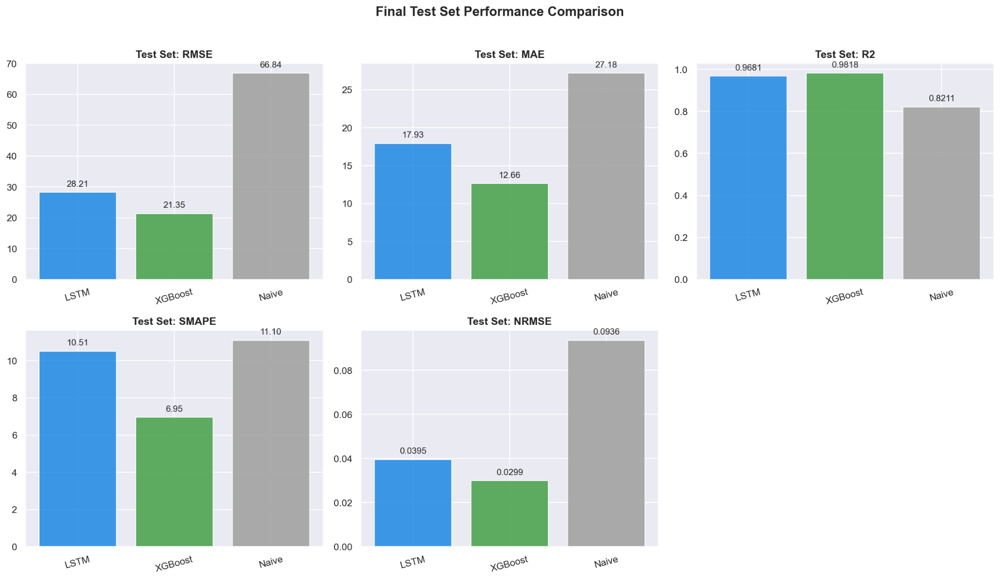 Final Test Set Performance Comparison
Test Set: RMSE
70
60
50
40
30
20
10
0
28.21
21.35
66.84
LSTM
XGBoost
Naive
Test Set: MAE
25
20
15
10
5
0
17.93
12.66
27.18
LSTM
XGBoost
Naive
Test Set: R2
1.0
0.8
0.6
0.4
0.2
0.0
0.9681
0.9818
0.8211
LSTM
XGBoost
Naive
Test Set: SMAPE
10
8
6
4
2
0
10.51
6.95
11.10
LSTM
XGBoost
Naive
Test Set: NRMSE
0.08
0.06
0.04
0.02
0.00
0.0395
0.0299
0.0936
LSTM
XGBoost
Naive